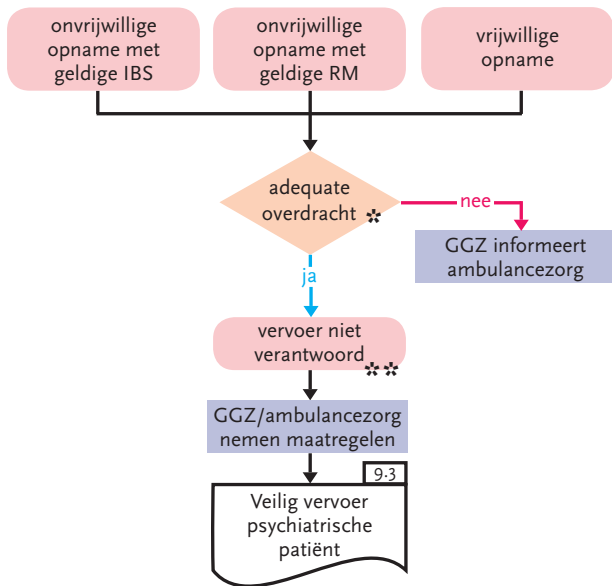 onvrijwillige
opname met
geldige IBS
onvrijwillige
opname met
geldige RM
vrijwillige
opname
adequate
overdracht *
nee
GGZ informeert
ambulancezorg
ja
vervoer niet
verantwoord **
GGZ/ambulancezorg
nemen maatregelen
9.3
Veilig vervoer
psychiatrische
patiënt